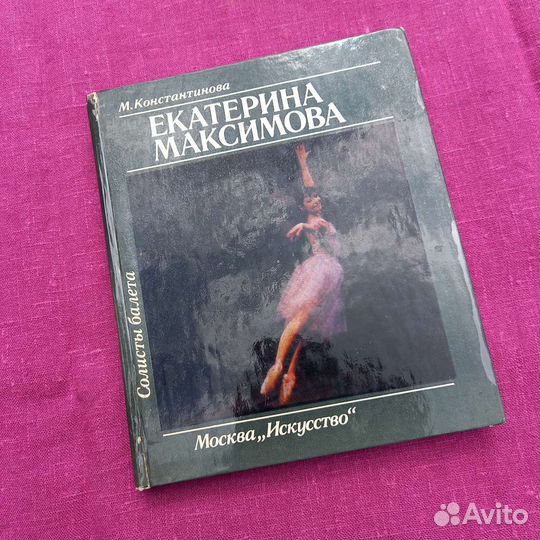 М. Константинова
ЕКАТЕРИНА
МАКСИМОВА
Солисты балета
Москва „Искусство“
Avito